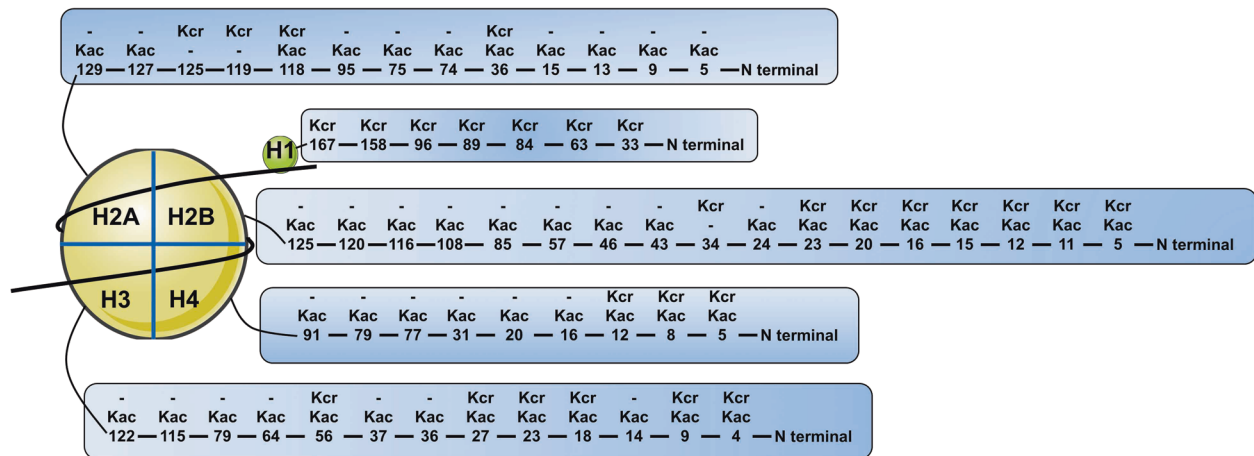 - - Kcr Kcr Kcr - - - Kcr - - - -
Kac Kac - - Kac Kac Kac Kac Kac Kac Kac Kac Kac
129 — 127 — 125 — 119 — 118 — 95 — 75 — 74 — 36 — 15 — 13 — 9 — 5 — N terminal
H1
Kcr Kcr Kcr Kcr Kcr Kcr Kcr
167 — 158 — 96 — 89 — 84 — 63 — 33 — N terminal
H2A H2B
- - - - - - - - Kcr - Kcr Kcr Kcr Kcr Kcr Kcr Kcr
Kac Kac Kac Kac Kac Kac Kac Kac - Kac Kac Kac Kac Kac Kac Kac Kac
125 — 120 — 116 — 108 — 85 — 57 — 46 — 43 — 34 — 24 — 23 — 20 — 16 — 15 — 12 — 11 — 5 — N terminal
H3 H4
- - - - - - Kcr Kcr Kcr
Kac Kac Kac Kac Kac Kac Kac Kac Kac
91 — 79 — 77 — 31 — 20 — 16 — 12 — 8 — 5 — N terminal
- - - - Kcr - - Kcr Kcr Kcr - Kcr Kcr
Kac Kac Kac Kac Kac Kac Kac Kac Kac Kac Kac Kac Kac
122 — 115 — 79 — 64 — 56 — 37 — 36 — 27 — 23 — 18 — 14 — 9 — 4 — N terminal